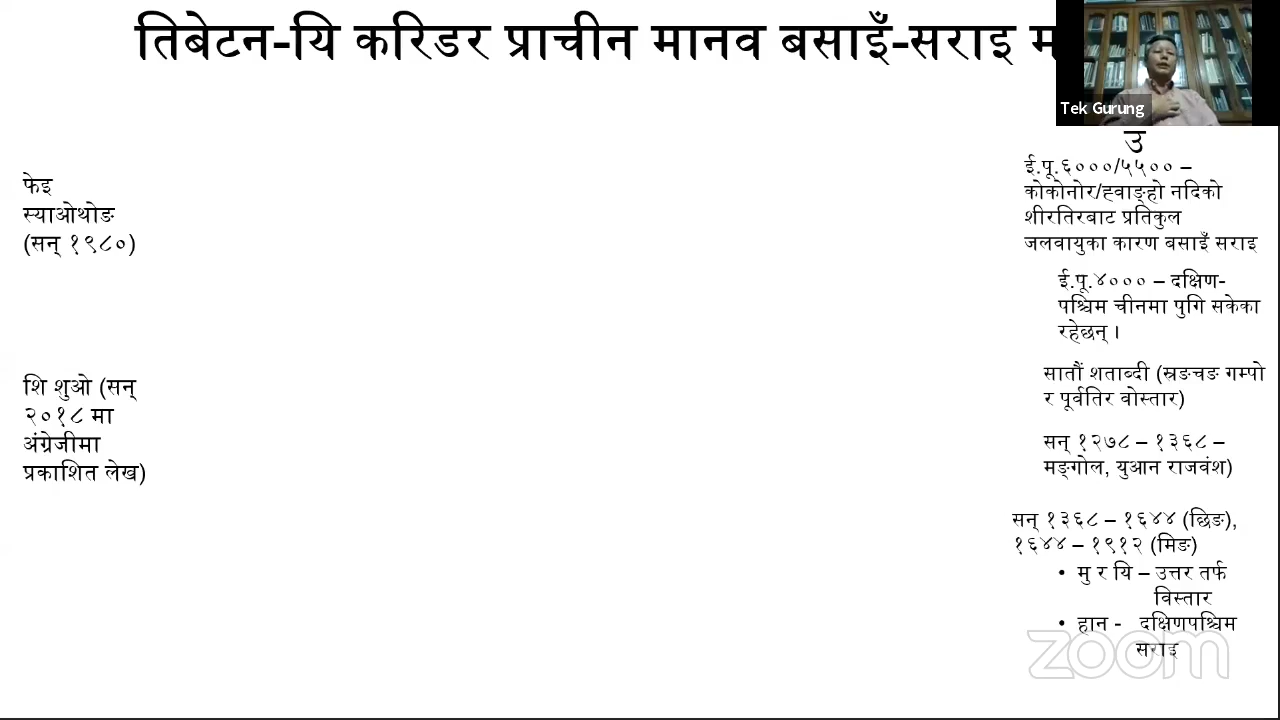 तिबेटन-यि करिडर प्राचीन मानव बसाइँ-सराइ
Tek Gurung
उ
फेइ
स्याओथोङ
(सन् १९८०)
शि शुओ (सन्
२०१८ मा
अंग्रेजीमा
प्रकाशित लेख)
ई.पू.६०००/५५०० –
कोकोनोर/ह्वाङ्हो नदिको
शीरतिरबाट प्रतिकुल
जलवायुका कारण बसाइँ सराइ
ई.पू.४००० – दक्षिण-
पश्चिम चीनमा पुगि सकेका
रहेछन् ।
सातौं शताब्दी (स्रङचङ गम्पो
र पूर्वतिर वोस्तार)
सन् १२७८ – १३६८ –
मङ्गोल, युआन राजवंश)
सन् १३६८ – १६४४ (छिङ),
१६४४ – १९१२ (मिङ)
• मु र यि – उत्तर तर्फ
विस्तार
• हान - दक्षिणपश्चिम
सराइ
zoom